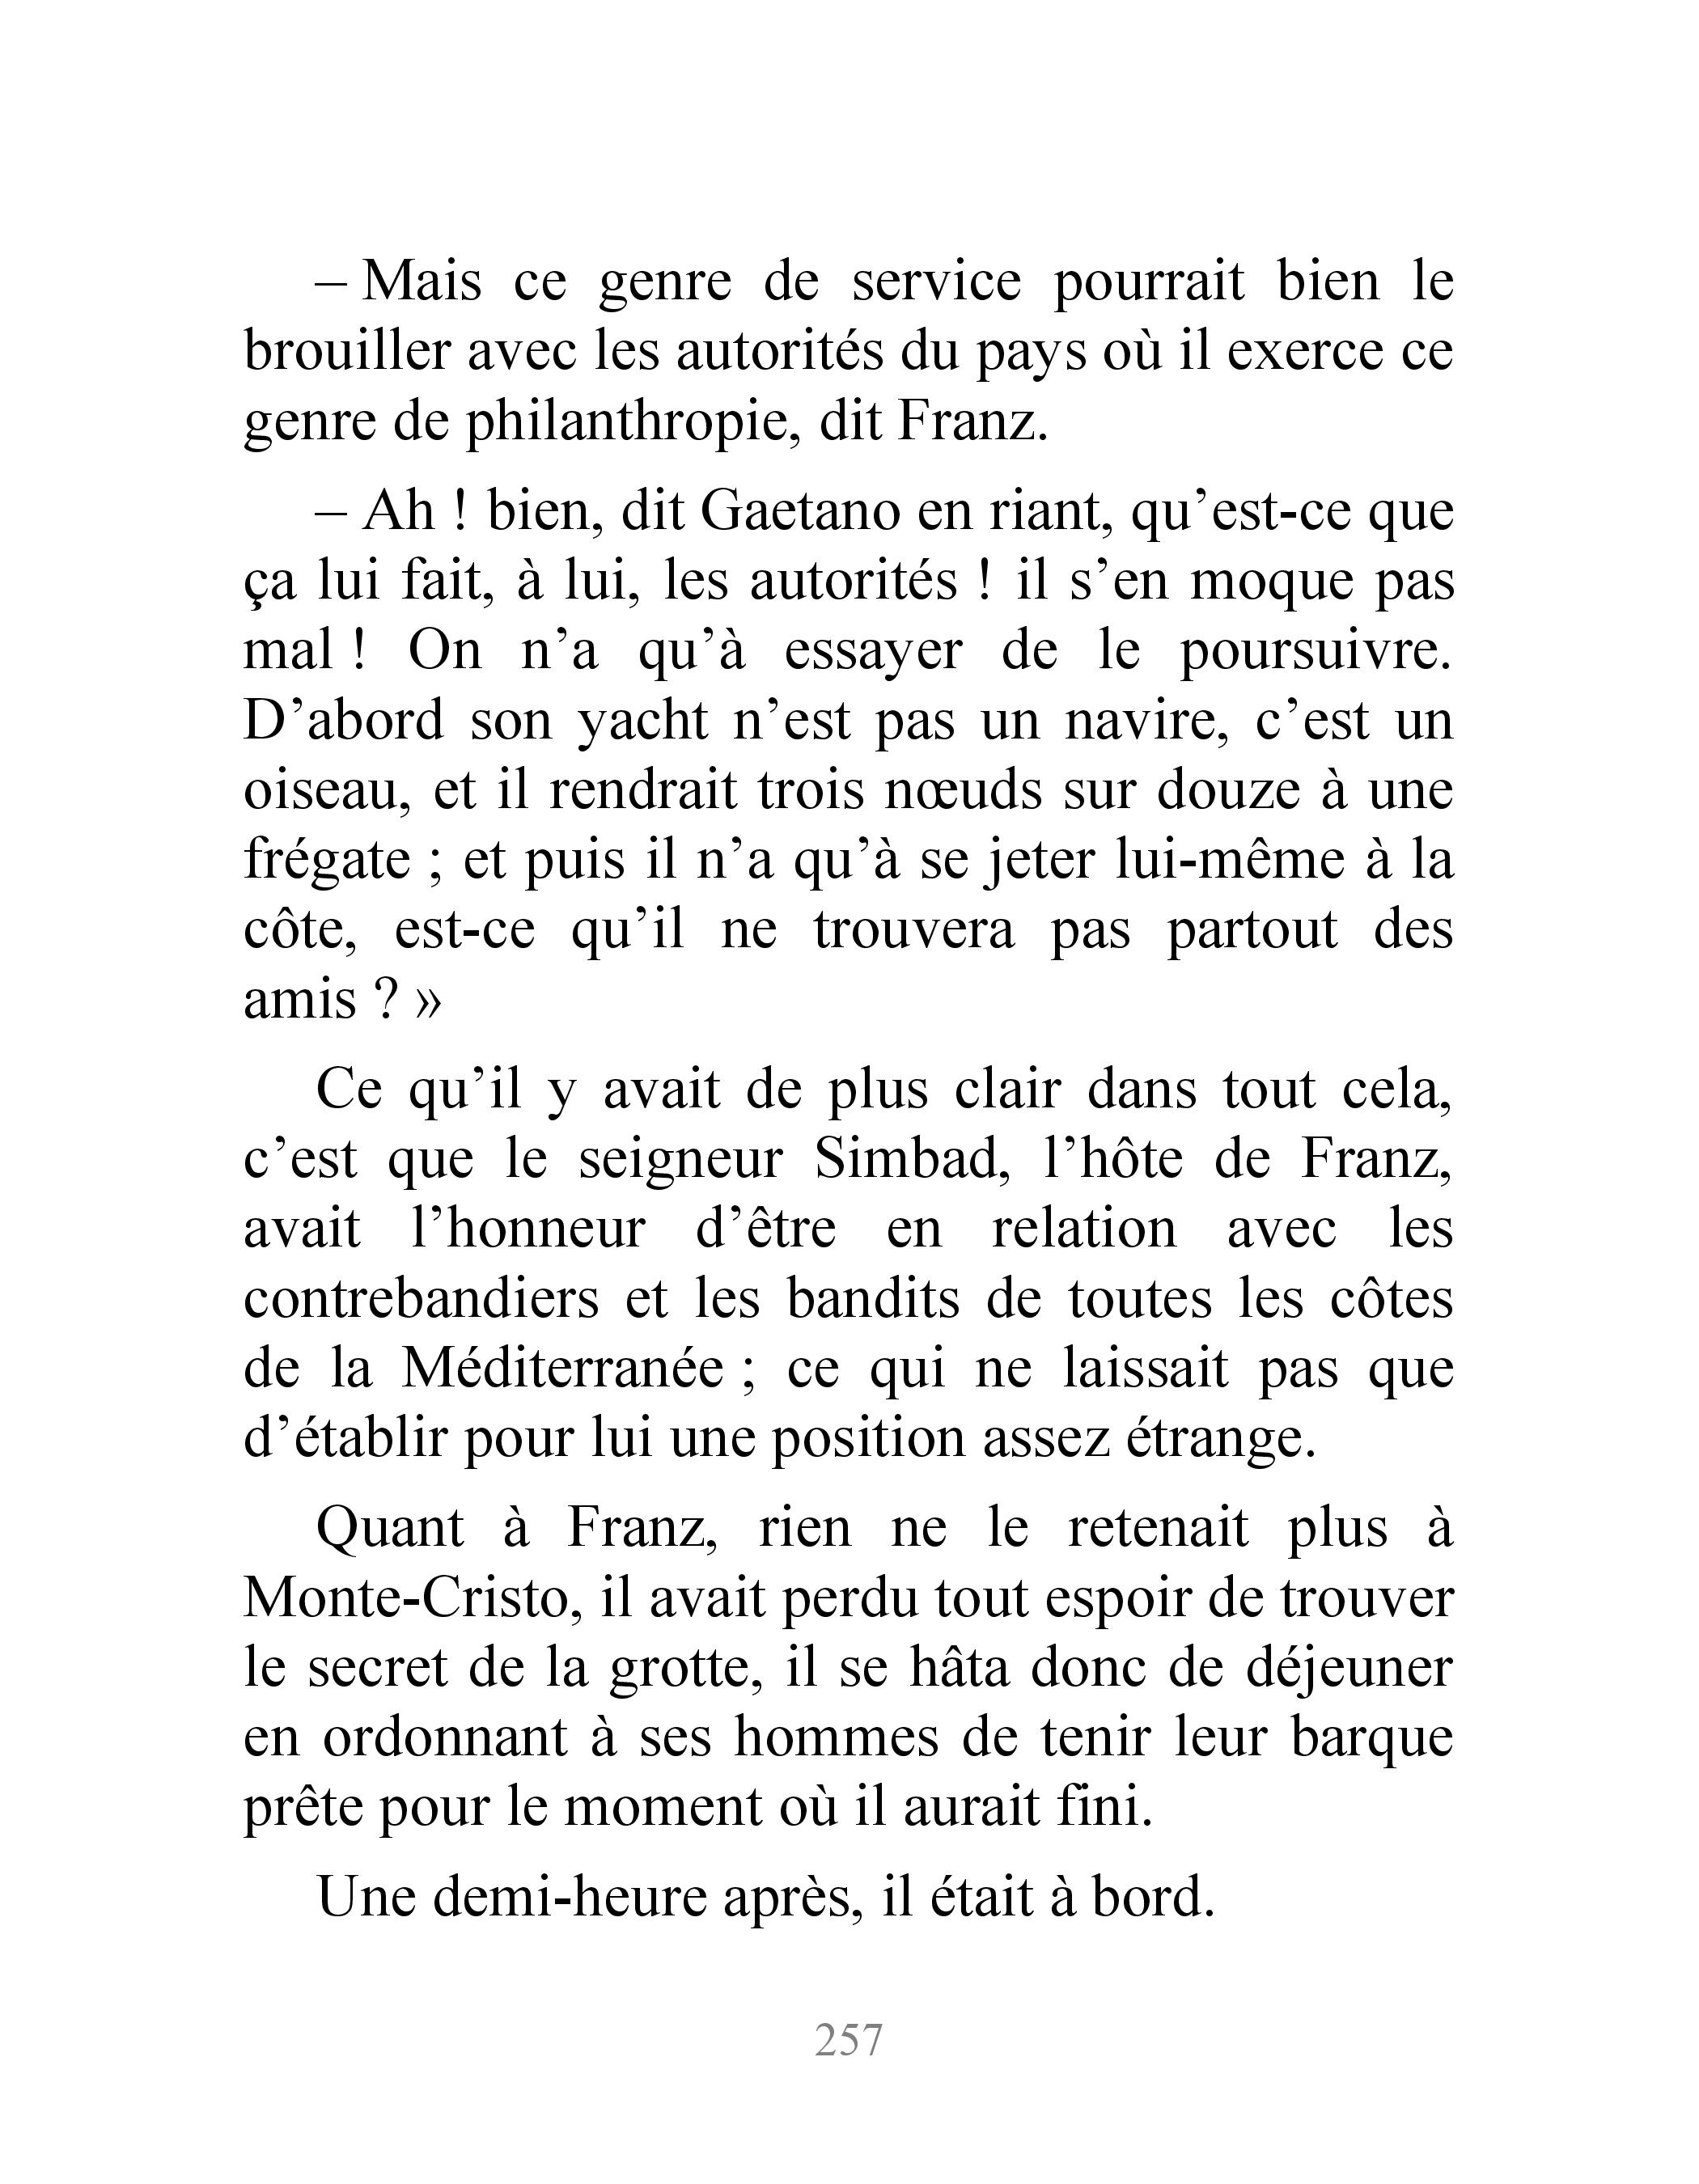 – Mais ce genre de service pourrait bien le
brouiller avec les autorités du pays où il exerce ce
genre de philanthropie, dit Franz.
– Ah ! bien, dit Gaetano en riant, qu’est-ce que
ça lui fait, à lui, les autorités ! il s’en moque pas
mal ! On n’a qu’à essayer de le poursuivre.
D’abord son yacht n’est pas un navire, c’est un
oiseau, et il rendrait trois nœuds sur douze à une
frégate ; et puis il n’a qu’à se jeter lui-même à la
côte, est-ce qu’il ne trouvera pas partout des
amis ? »
Ce qu’il y avait de plus clair dans tout cela,
c’est que le seigneur Simbad, l’hôte de Franz,
avait l’honneur d’être en relation avec les
contrebandiers et les bandits de toutes les côtes
de la Méditerranée ; ce qui ne laissait pas que
d’établir pour lui une position assez étrange.
Quant à Franz, rien ne le retenait plus à
Monte-Cristo, il avait perdu tout espoir de trouver
le secret de la grotte, il se hâta donc de déjeuner
en ordonnant à ses hommes de tenir leur barque
prête pour le moment où il aurait fini.
Une demi-heure après, il était à bord.
257